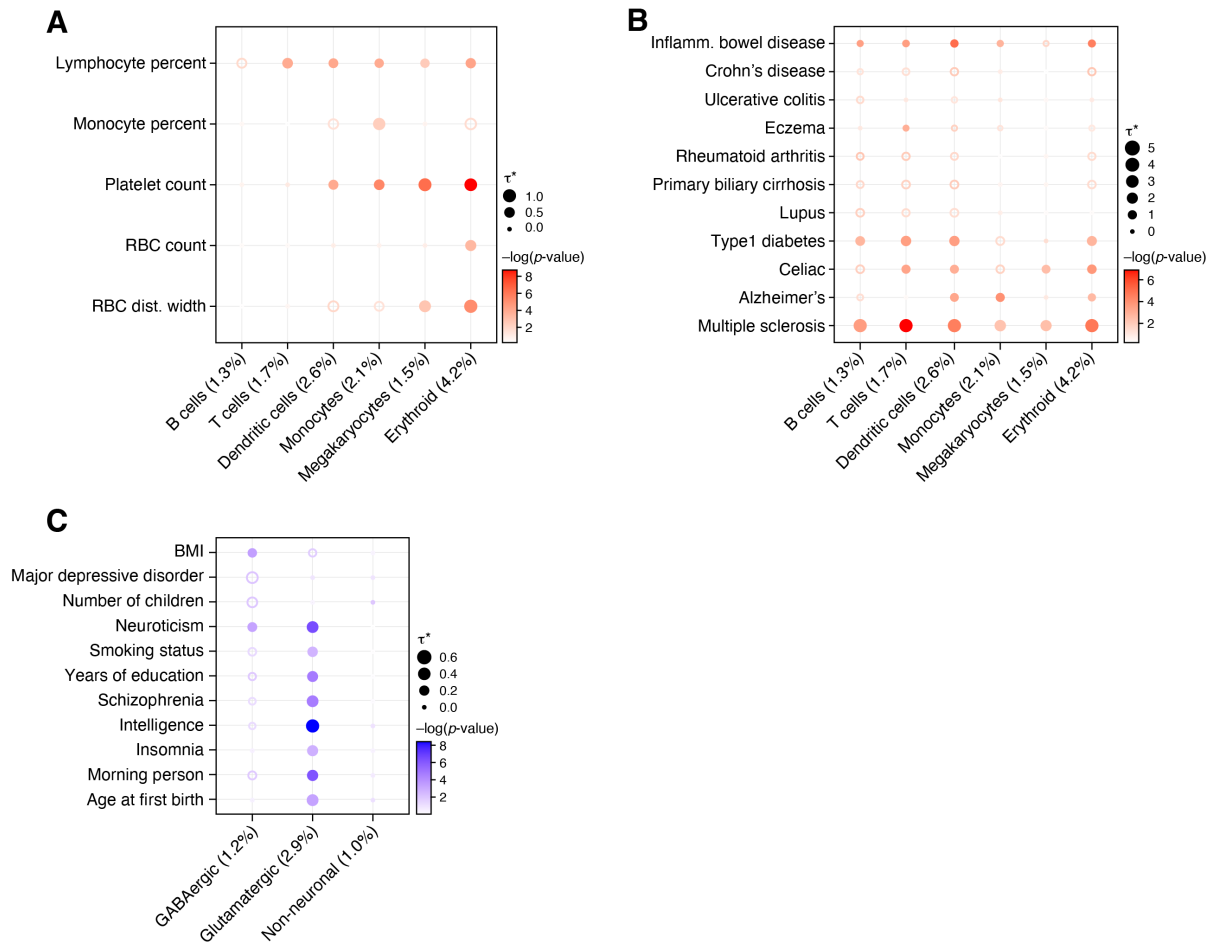 A
Lymphocyte percent
Monocyte percent
Platelet count
RBC count
RBC dist. width
B cells (1.3%)
T cells (1.7%)
Dendritic cells (2.6%)
Monocytes (2.1%)
Megakaryocytes (1.5%)
Erythroid (4.2%)
τ*
1.0
0.5
0.0
−log(p-value)
8
6
4
2
B
Inflamm. bowel disease
Crohn's disease
Ulcerative colitis
Eczema
Rheumatoid arthritis
Primary biliary cirrhosis
Lupus
Type1 diabetes
Celiac
Alzheimer's
Multiple sclerosis
B cells (1.3%)
T cells (1.7%)
Dendritic cells (2.6%)
Monocytes (2.1%)
Megakaryocytes (1.5%)
Erythroid (4.2%)
τ*
5
4
3
2
1
0
−log(p-value)
6
4
2
C
BMI
Major depressive disorder
Number of children
Neuroticism
Smoking status
Years of education
Schizophrenia
Intelligence
Insomnia
Morning person
Age at first birth
GABAergic (1.2%)
Glutamatergic (2.9%)
Non-neuronal (1.0%)
τ*
0.6
0.4
0.2
0.0
−log(p-value)
8
6
4
2